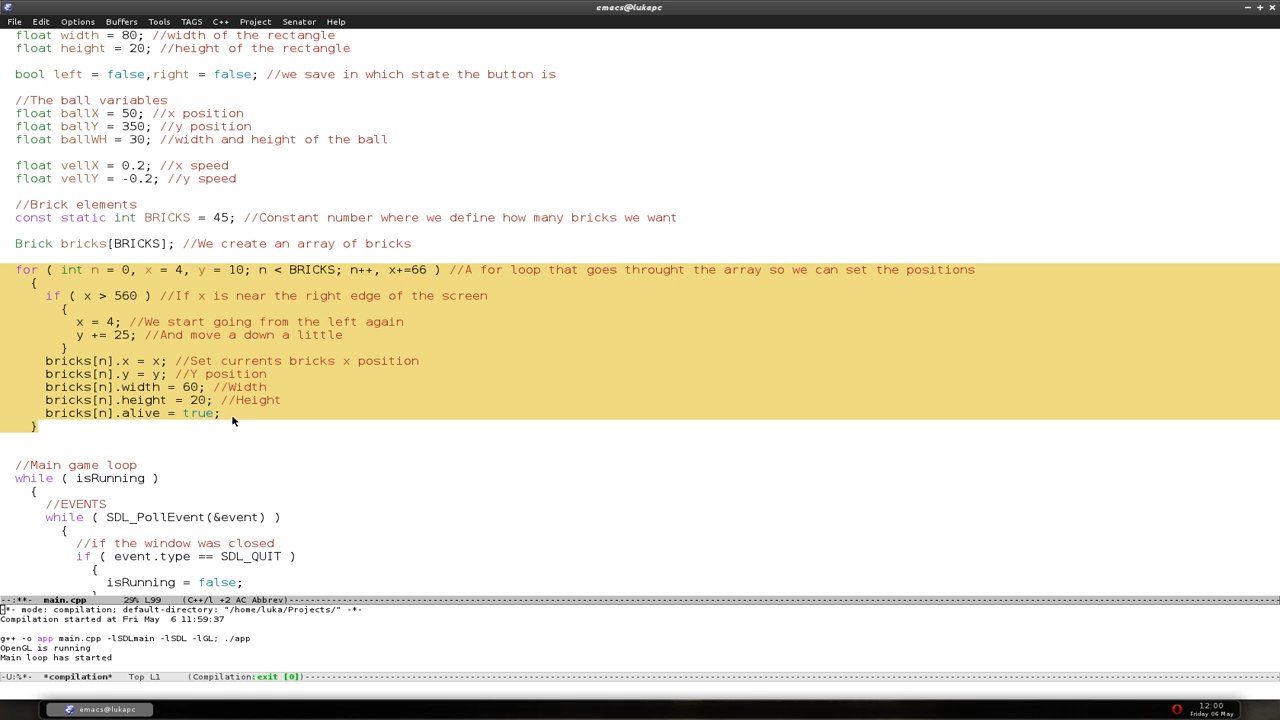 emacs@lukapc
File Edit Options Buffers Tools TAGS C++ Project Senator Help
float width = 80; //width of the rectangle
float height = 20; //height of the rectangle
bool left = false,right = false; //we save in which state the button is
//The ball variables
float ballX = 50; //x position
float ballY = 350; //y position
float ballWH = 30; //width and height of the ball
float vellX = 0.2; //x speed
float vellY = -0.2; //y speed
//Brick elements
const static int BRICKS = 45; //Constant number where we define how many bricks we want
Brick bricks[BRICKS]; //We create an array of bricks
for ( int n = 0, x = 4, y = 10; n < BRICKS; n++, x+=66 ) //A for loop that goes throught the array so we can set the positions
{
if ( x > 560 ) //If x is near the right edge of the screen
{
x = 4; //We start going from the left again
y += 25; //And move a down a little
}
bricks[n].x = x; //Set currents bricks x position
bricks[n].y = y; //Y position
bricks[n].width = 60; //Width
bricks[n].height = 20; //Height
bricks[n].alive = true;
}
//Main game loop
while ( isRunning )
{
//EVENTS
while ( SDL_PollEvent(&event) )
{
//if the window was closed
if ( event.type == SDL_QUIT )
{
isRunning = false;
}
--:**- main.cpp 29% L99 (C++/l +2 AC Abbrev)
-*- mode: compilation; default-directory: "/home/luka/Projects/" -*-
Compilation started at Fri May 6 11:59:37
g++ -o app main.cpp -lSDLmain -lSDL -lGL; ./app
OpenGL is running
Main loop has started
-U:%*- *compilation* Top L1 (Compilation:exit [0])
emacs@lukapc
12:00
Friday 06 May